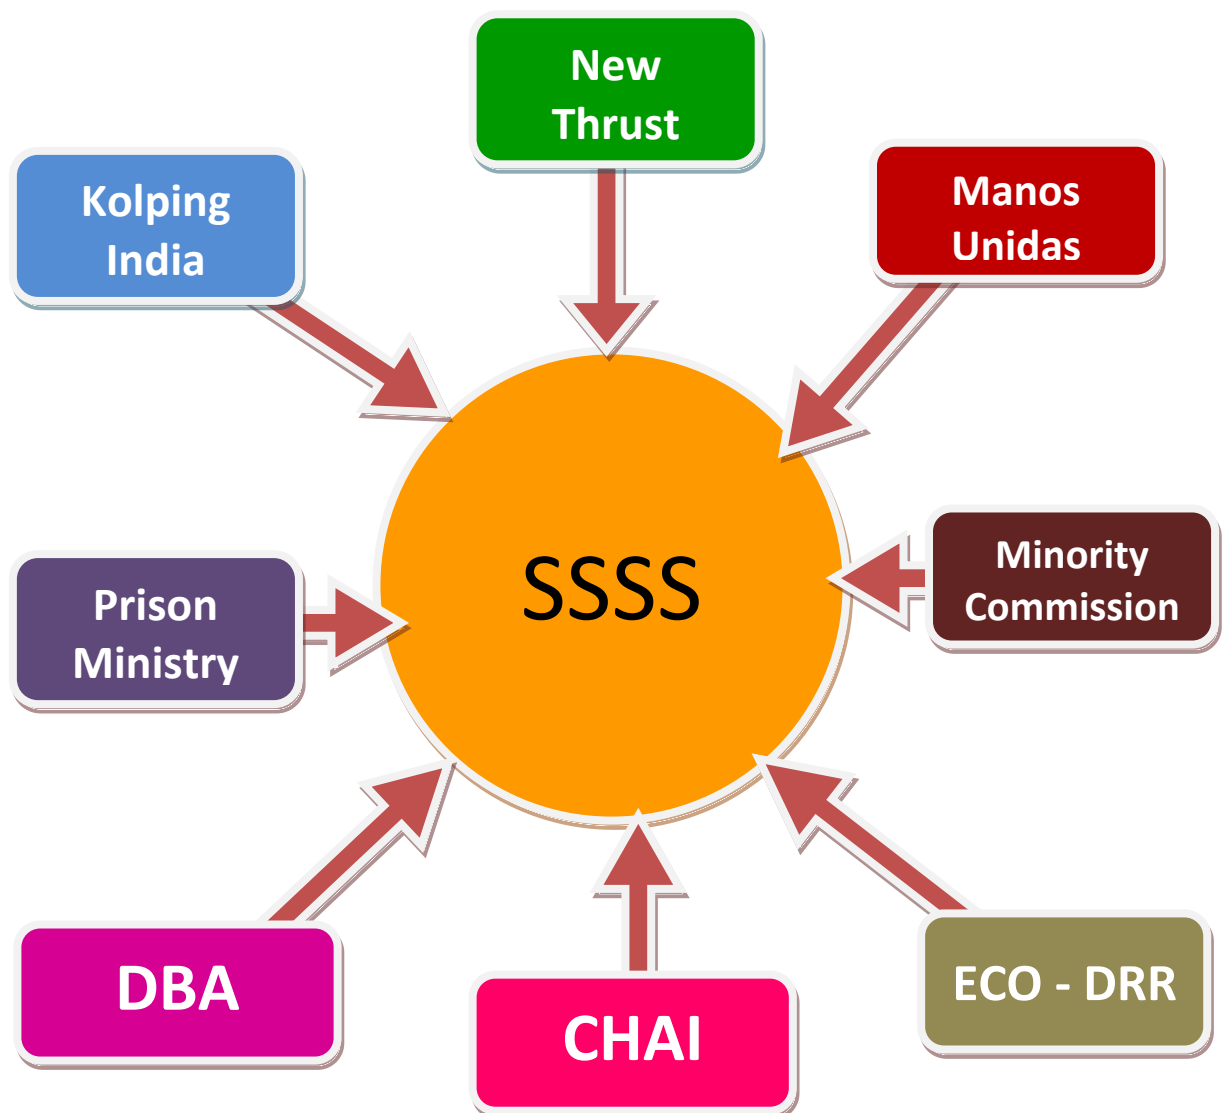 New
Thrust
Kolping
India
Manos
Unidas
SSSS
Minority
Commission
Prison
Ministry
DBA
CHAI
ECO - DRR